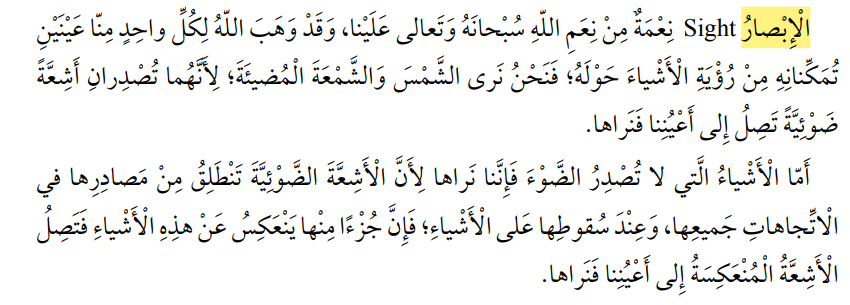 الْإِبْصارُ Sight نِعْمَةٌ مِنْ نِعَمِ اللّهِ سُبْحانَهُ وَتَعالى عَلَيْنا، وَقَدْ وَهَبَ اللّهُ لِكُلِّ واحِدٍ مِنّا عَيْنَيْنِ
تُمَكِّنانِهِ مِنْ رُؤْيَةِ الْأَشْياءَ حَوْلَهُ؛ فَنَحْنُ نَرى الشَّمْسَ وَالشَّمْعَةَ الْمُضيئَةَ؛ لِأَنَّهُما تُصْدِرانِ أَشِعَّةً
ضَوْئِيَّةً تَصِلُ إِلى أَعْيُنِنا فَنَراها.
أَمّا الْأَشْياءُ الَّتي لا تُصْدِرُ الضَّوْءَ فَإِنَّنا نَراها لِأَنَّ الْأَشِعَّةَ الضَّوْئِيَّةَ تَنْطَلِقُ مِنْ مَصادِرِها في
الْاتِّجاهاتِ جَميعِها، وَعِنْدَ سُقوطِها عَلى الْأَشْياءِ؛ فَإِنَّ جُزْءًا مِنْها يَنْعَكِسُ عَنْ هذِهِ الْأَشْياءِ فَتَصِلُ
الْأَشِعَّةُ الْمُنْعَكِسَةُ إِلى أَعْيُنِنا فَنَراها.